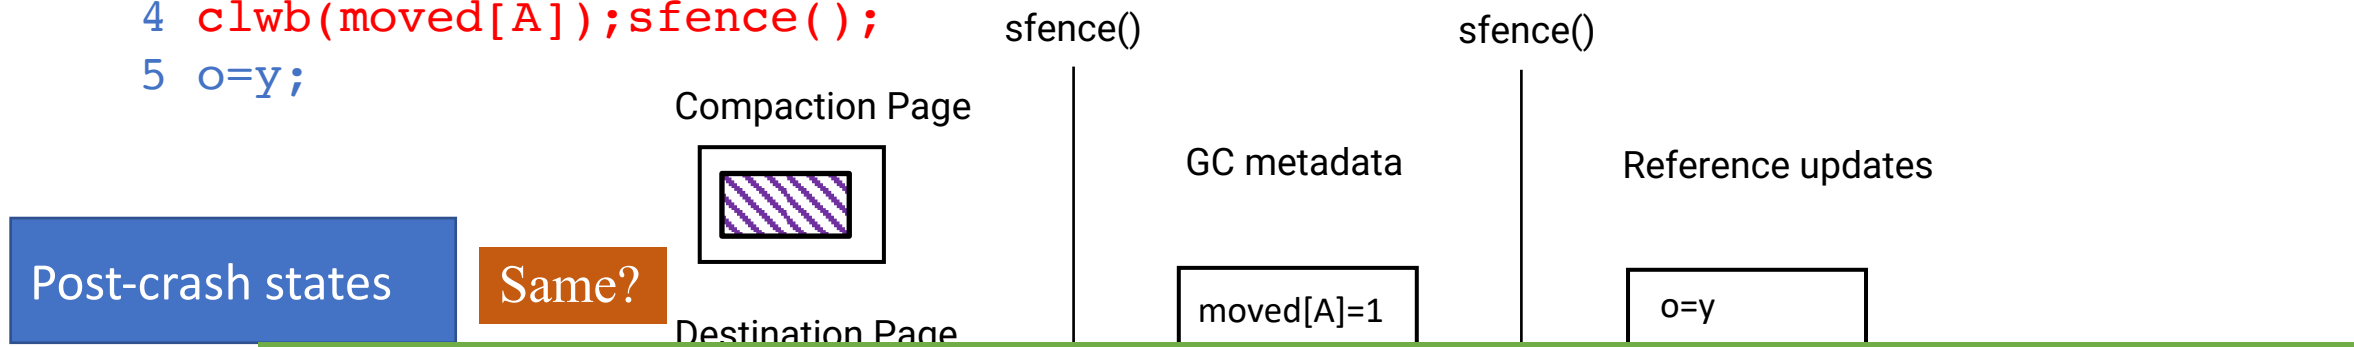 4 clwb(moved[A]);sfence();
5 o=y;
sfence()
sfence()
Compaction Page
GC metadata
Reference updates
Post-crash states
Same?
moved[A]=1
o=y
Destination Page